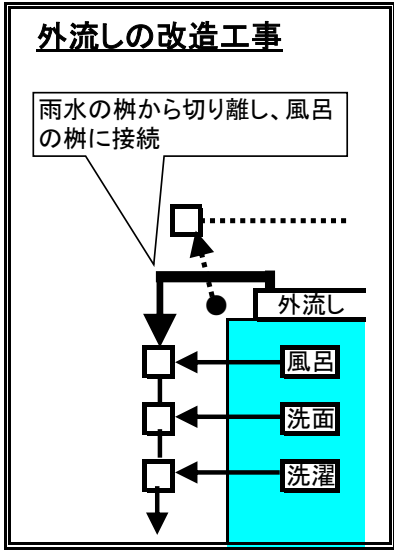 外流しの改造工事
雨水の桝から切り離し、風呂
の桝に接続
外流し
風呂
洗面
洗濯